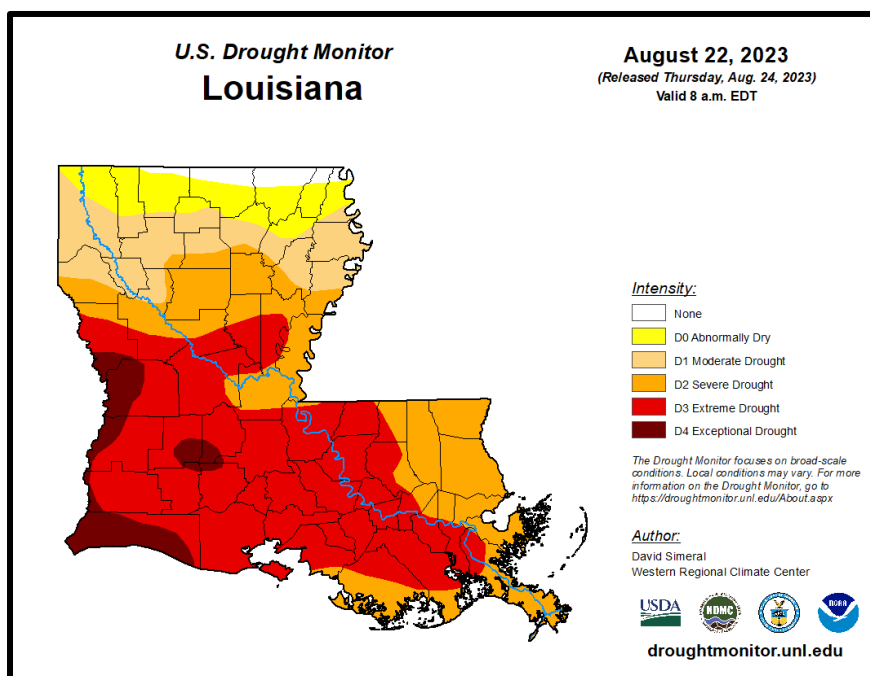 U.S. Drought Monitor
Louisiana
August 22, 2023
(Released Thursday, Aug. 24, 2023)
Valid 8 a.m. EDT
Intensity:
None
D0 Abnormally Dry
D1 Moderate Drought
D2 Severe Drought
D3 Extreme Drought
D4 Exceptional Drought
The Drought Monitor focuses on broad-scale
conditions. Local conditions may vary. For more
information on the Drought Monitor, go to
https://droughtmonitor.unl.edu/About.aspx
Author:
David Simeral
Western Regional Climate Center
USDA
NDMC
NOAA
droughtmonitor.unl.edu